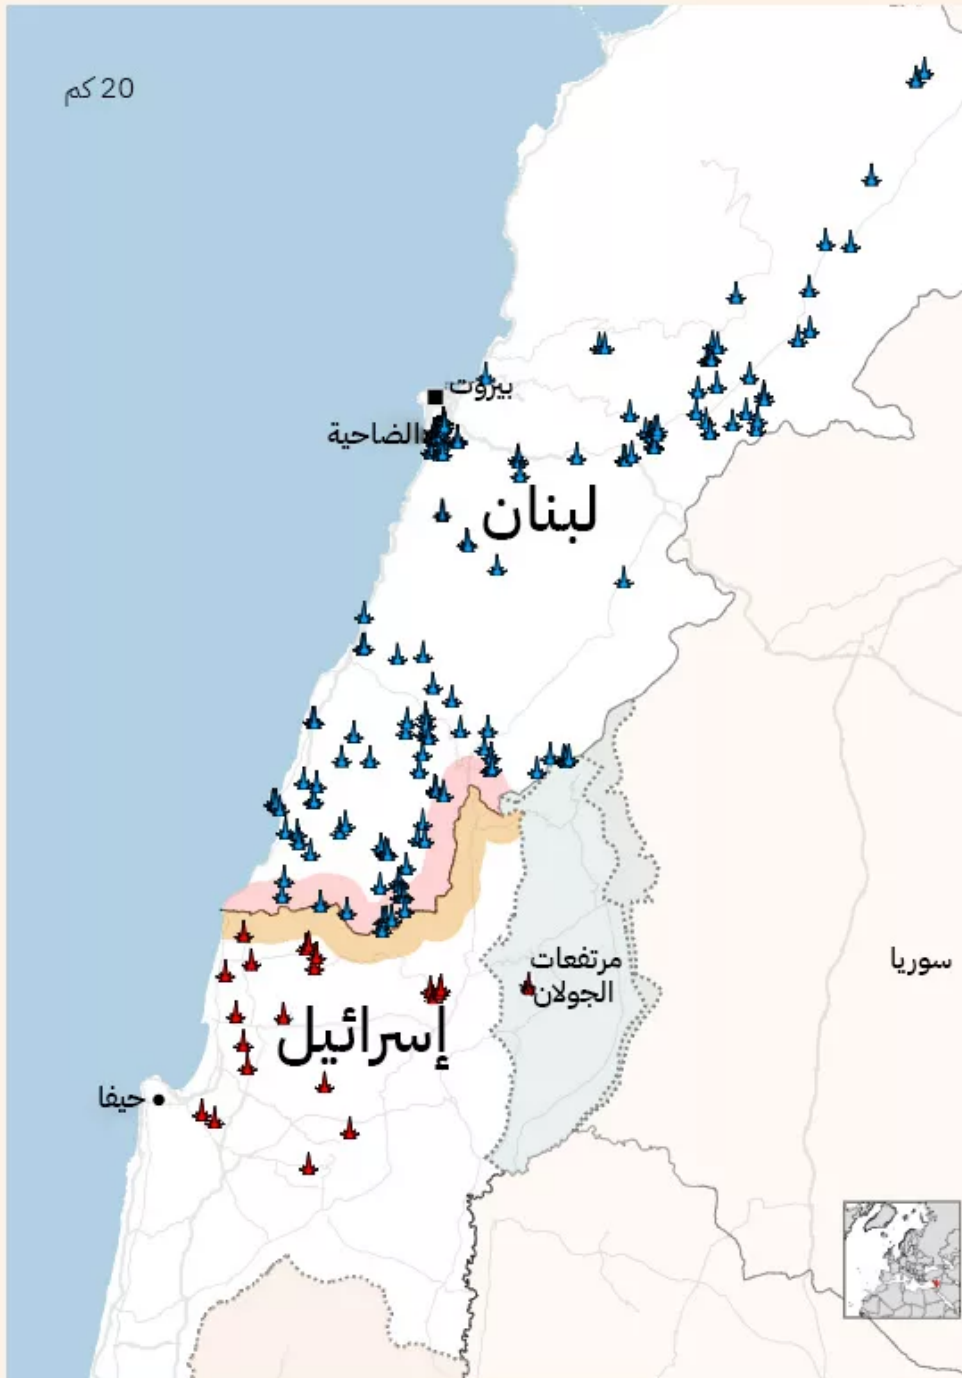 20 كم
بيروت
الضاحية
لبنان
مرتفعات
الجولان
سوريا
إسرائيل
حيفا